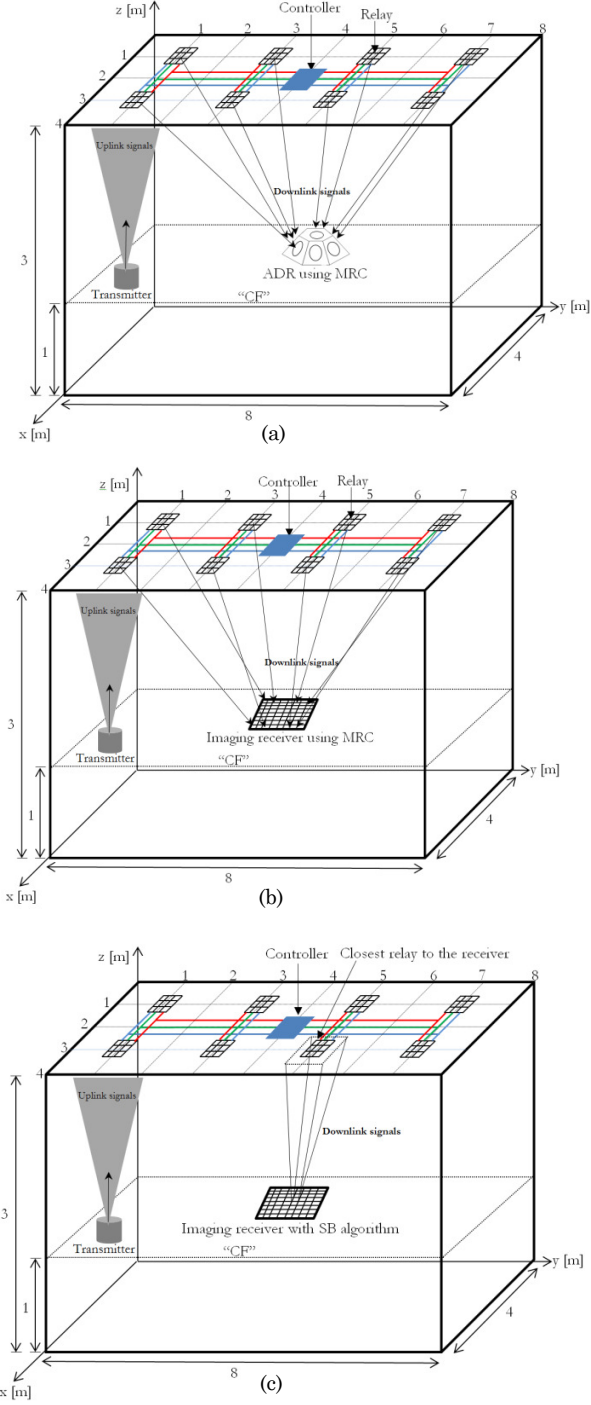 z [m]
Controller
Relay
1
2
3
4
5
6
7
8
1
2
3
4
Uplink signals
Downlink signals
3
ADR using MRC
Transmitter
“CF”
y [m]
1
4
8
x [m]
(a)
z [m]
Controller
Relay
1
2
3
4
5
6
7
8
1
2
3
4
Uplink signals
Downlink signals
3
Imaging receiver using MRC
Transmitter
“CF”
y [m]
1
4
8
x [m]
(b)
z [m]
Controller
Closest relay to the receiver
1
2
3
4
5
6
7
8
1
2
3
4
Uplink signals
Downlink signals
3
Imaging receiver with SB algorithm
Transmitter
“CF”
y [m]
1
4
8
x [m]
(c)